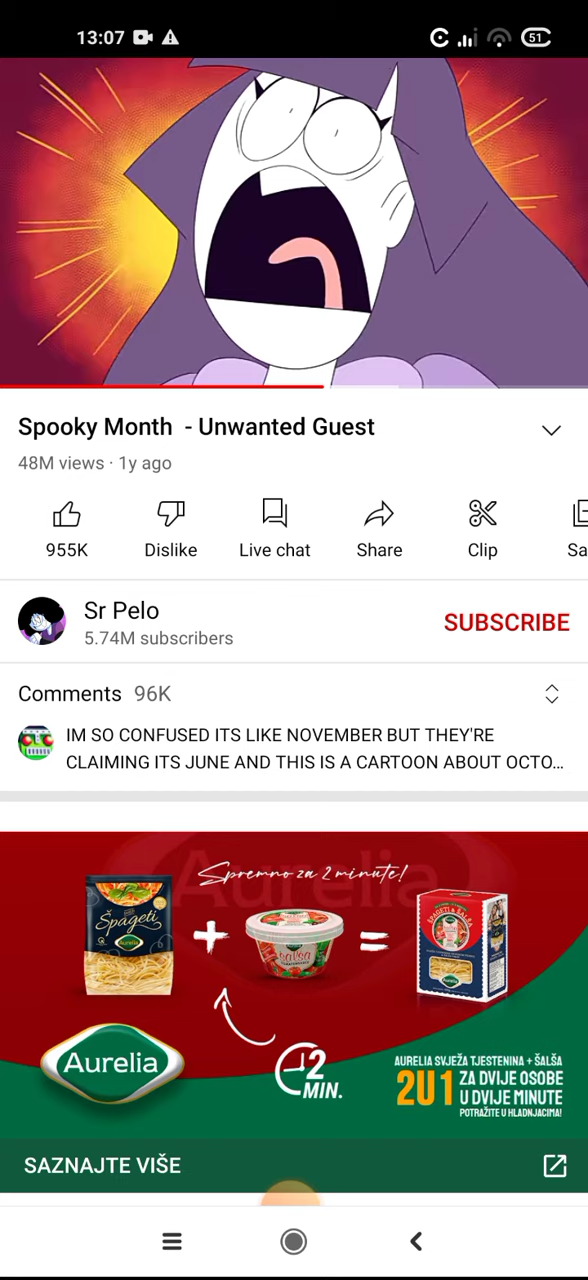 13:07
51
Spooky Month - Unwanted Guest
48M views · 1y ago
955K
Dislike
Live chat
Share
Clip
Sa
Sr Pelo
5.74M subscribers
SUBSCRIBE
Comments 96K
IM SO CONFUSED ITS LIKE NOVEMBER BUT THEY'RE
CLAIMING ITS JUNE AND THIS IS A CARTOON ABOUT OCTO...
Aurelia
Spremno za 2 minute!
Špageti
Aurelia
+
salsa
=
ŠPAGETI & ŠALŠA
Aurelia
2
MIN.
AURELIA SVJEŽA TJESTENINA + ŠALŠA
2U1 ZA DVIJE OSOBE
U DVIJE MINUTE
POTRAŽITE U HLADNJACIMA!
SAZNAJTE VIŠE